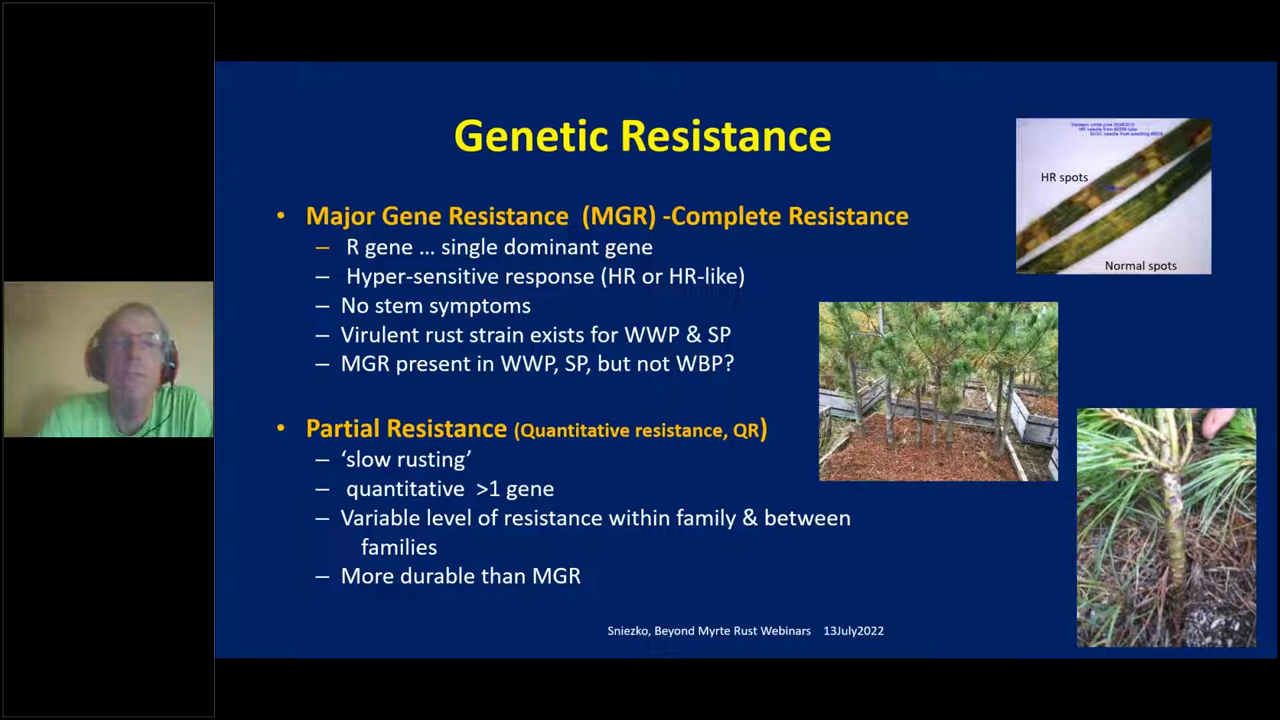 Genetic Resistance
• Major Gene Resistance (MGR) -Complete Resistance
– R gene ... single dominant gene
– Hyper-sensitive response (HR or HR-like)
– No stem symptoms
– Virulent rust strain exists for WWP & SP
– MGR present in WWP, SP, but not WBP?
• Partial Resistance (Quantitative resistance, QR)
– ‘slow rusting’
– quantitative >1 gene
– Variable level of resistance within family & between
families
– More durable than MGR
HR spots
Normal spots
Sniezko, Beyond Myrte Rust Webinars 13July2022